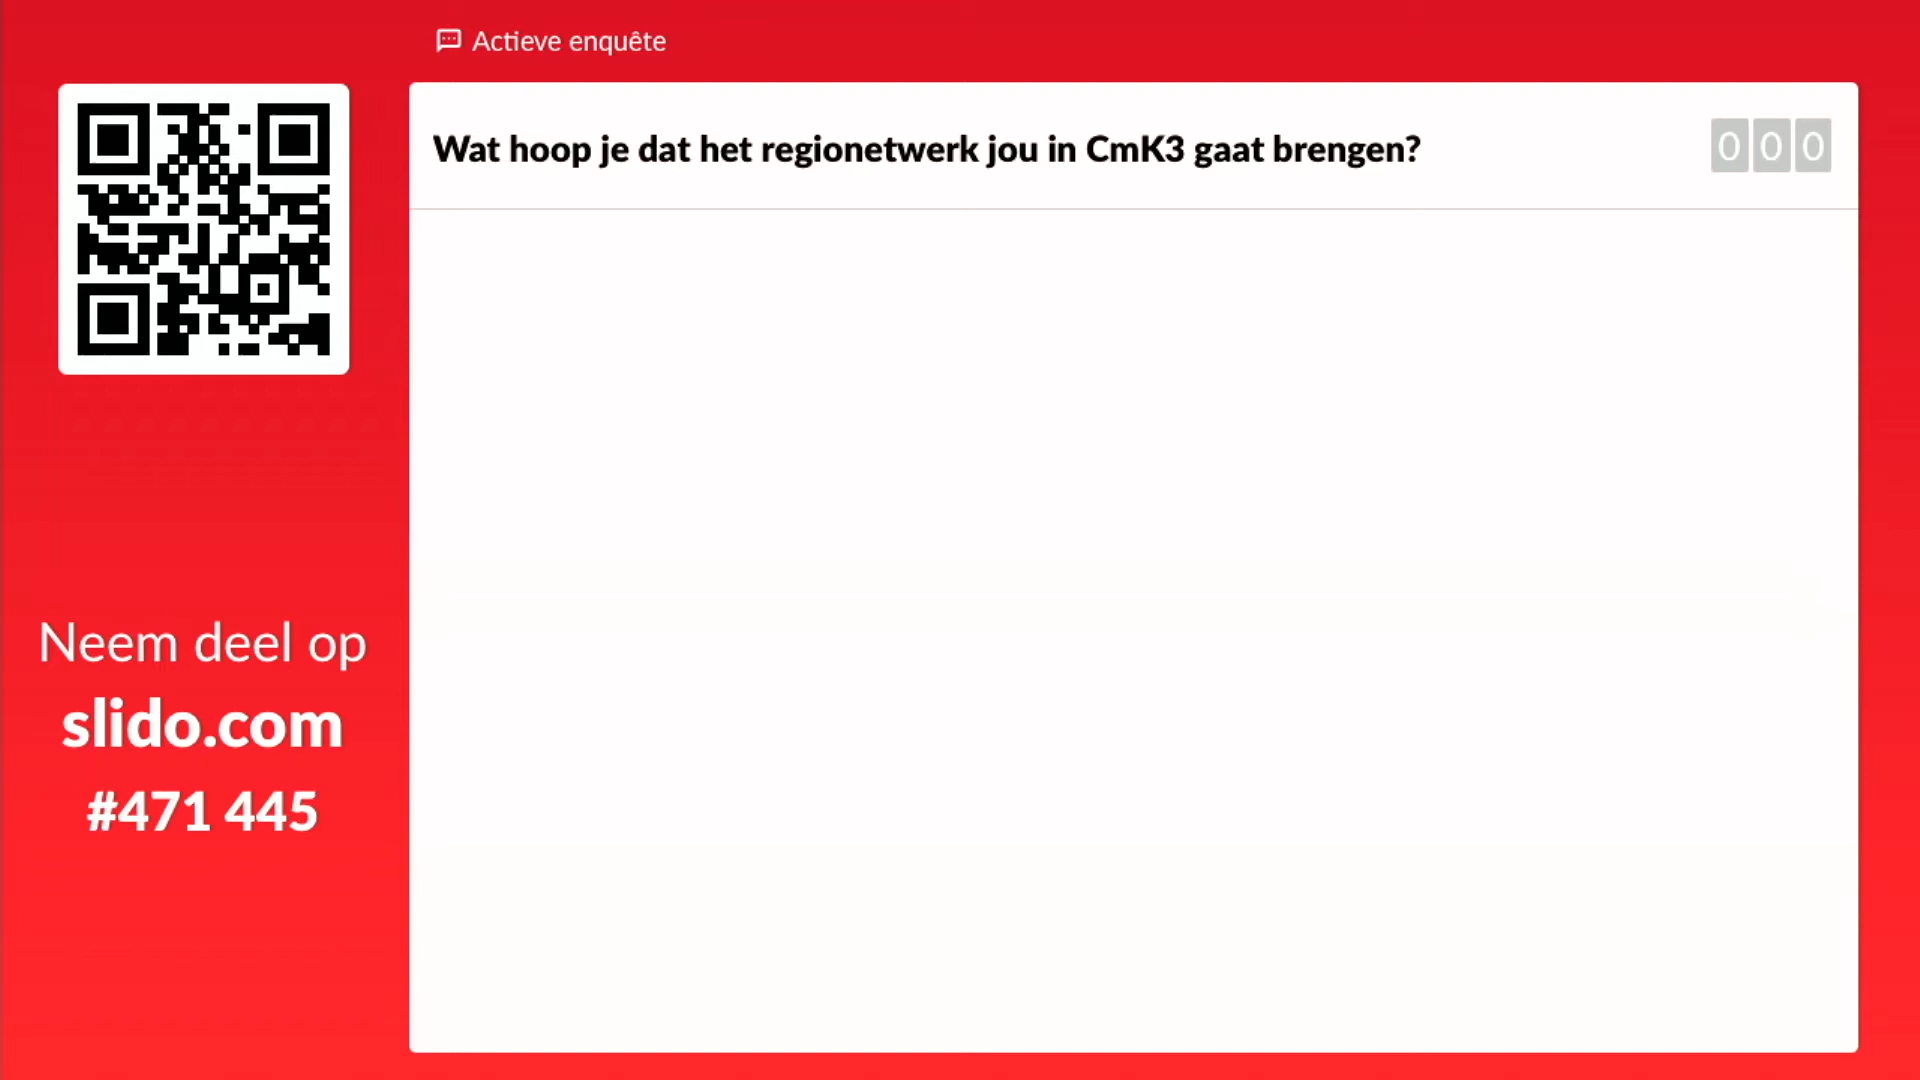 Actieve enquête
Wat hoop je dat het regionetwerk jou in CmK3 gaat brengen?
000
Neem deel op
slido.com
#471 445